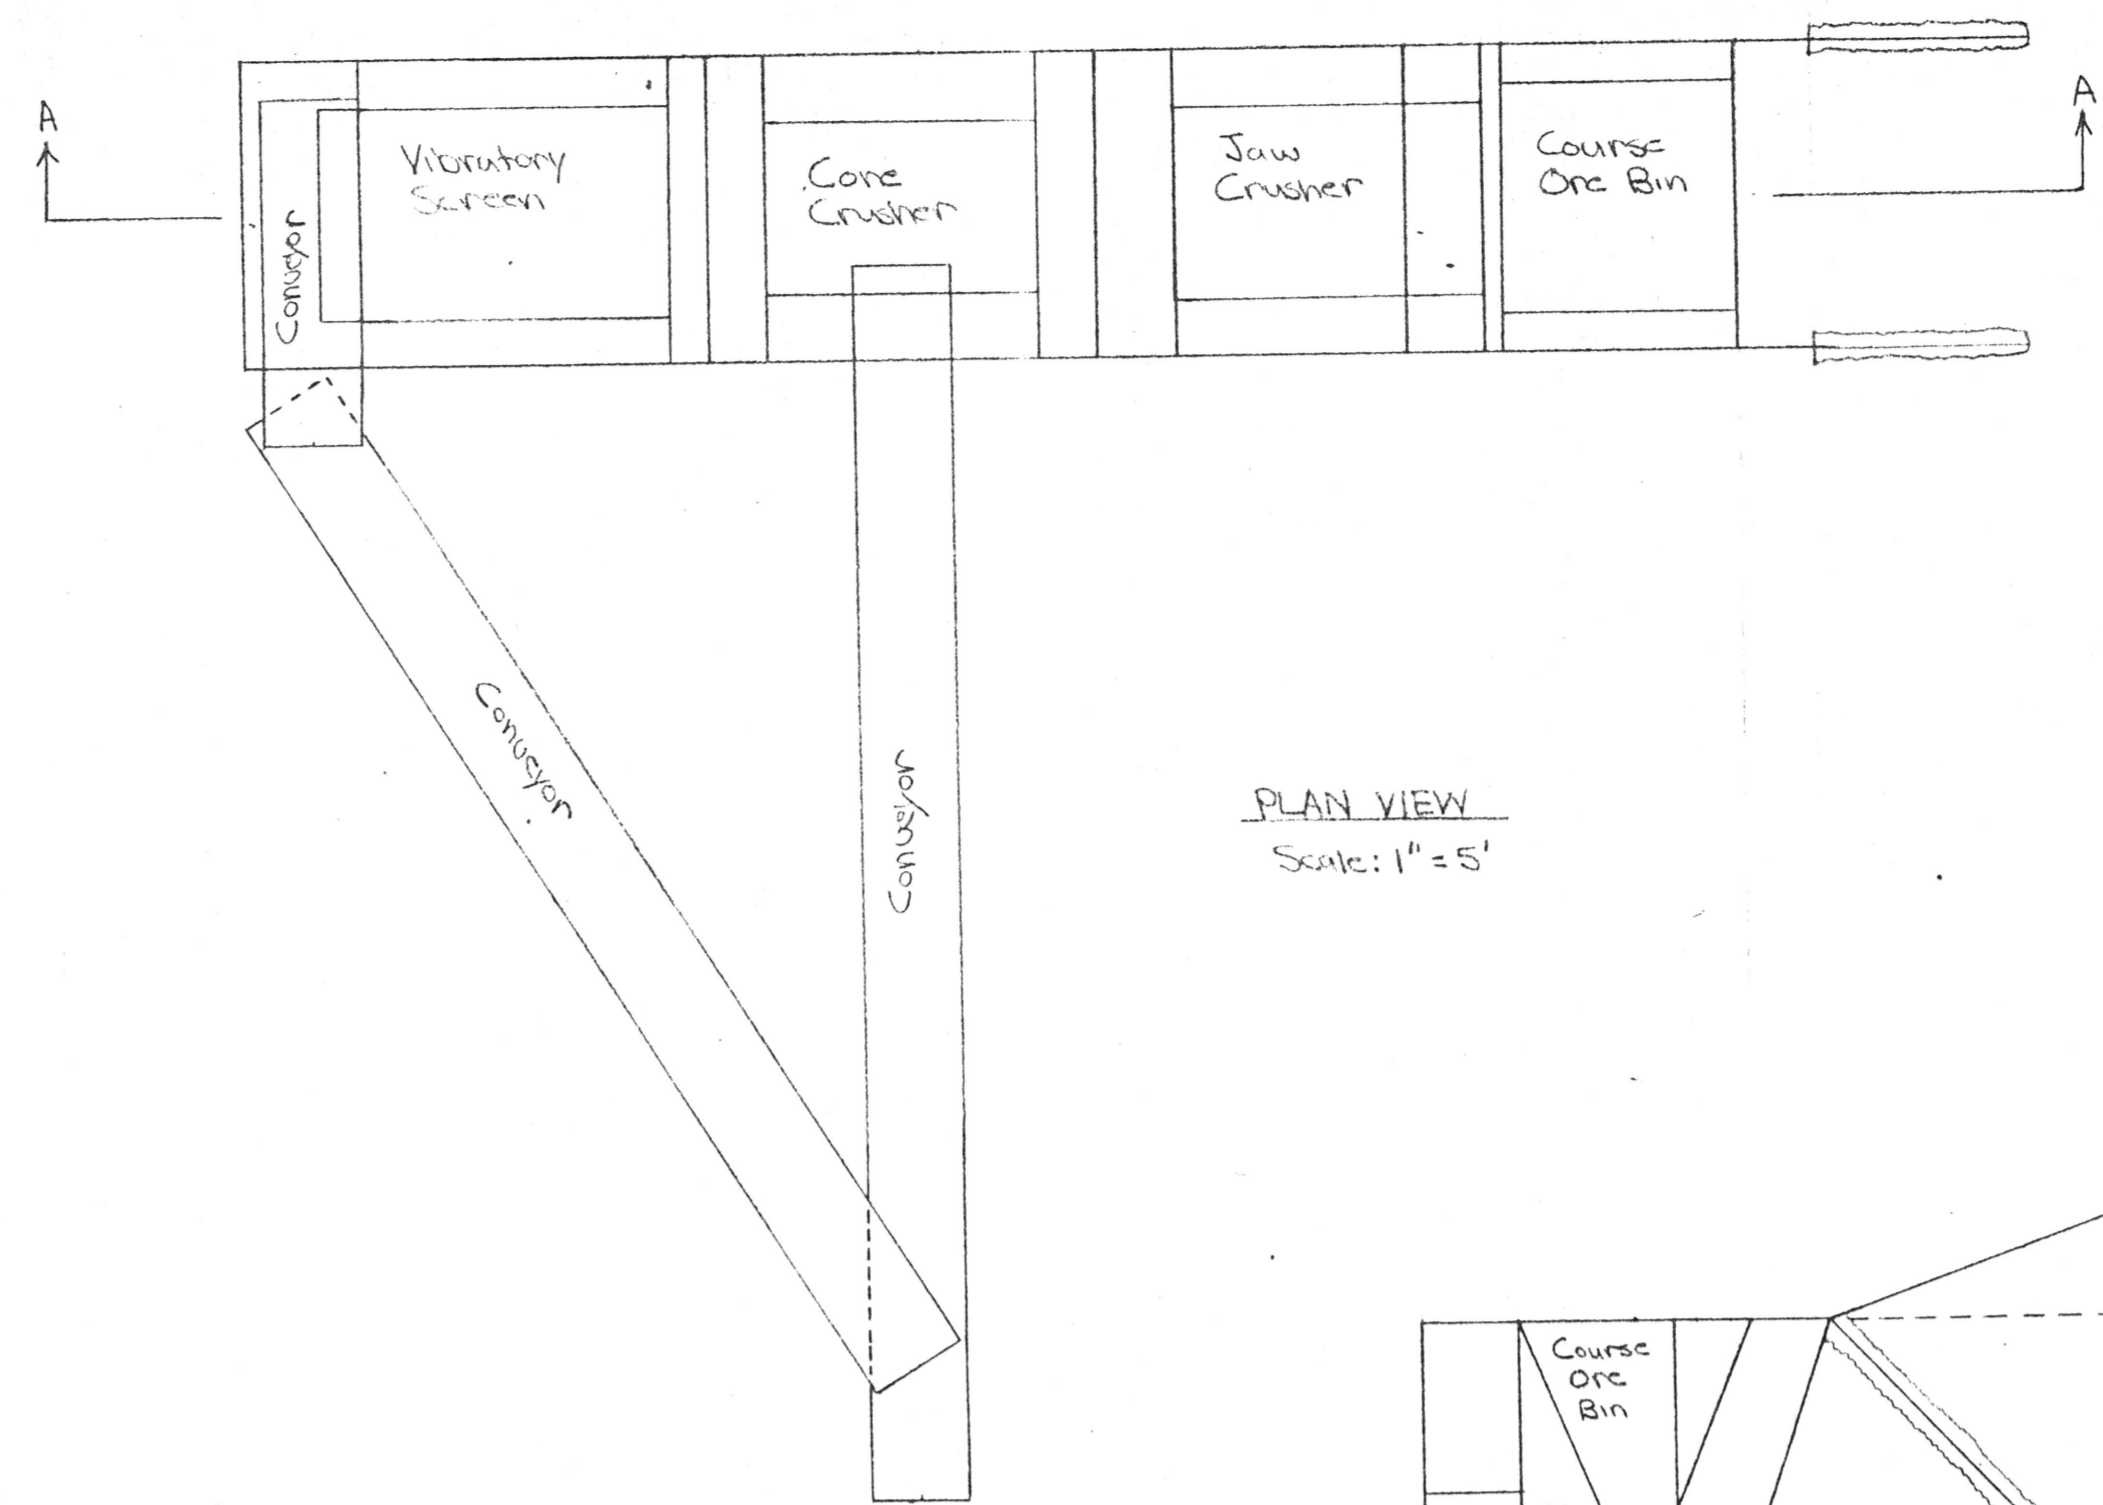 A
A
Vibratory
Screen
Cone
Crusher
Jaw
Crusher
Course
Ore Bin
Conveyor
Conveyor
Conveyor
PLAN VIEW
Scale: 1" = 5'
Course
Ore
Bin